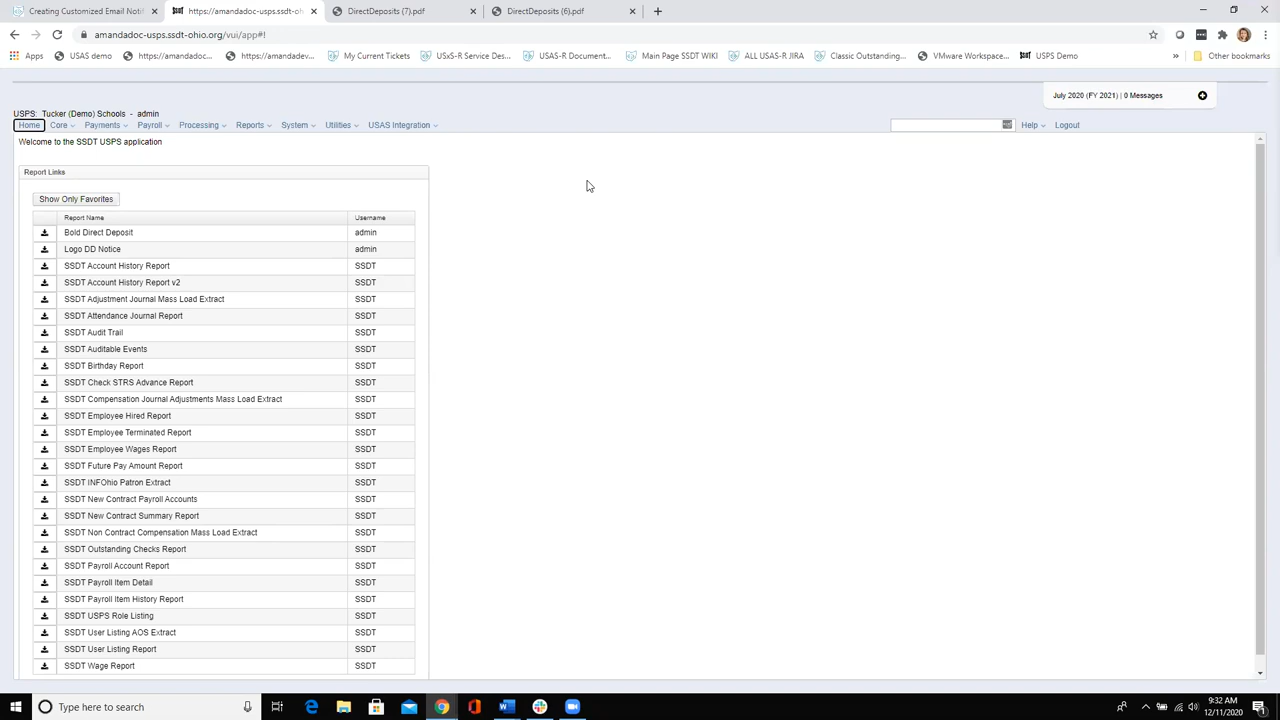 Creating Customized Email Notif
https://amandadoc-usps.ssdt-oh
DirectDeposits (7).pdf
DirectDeposits (6).pdf
amandadoc-usps.ssdt-ohio.org/vui/app#!
Apps
USAS demo
https://amandadoc...
https://amandadev...
My Current Tickets
USxS-R Service Des...
USAS-R Document...
Main Page SSDT WIKI
ALL USAS-R JIRA
Classic Outstanding...
VMware Workspace...
USPS Demo
»
Other bookmarks
July 2020 (FY 2021) | 0 Messages
USPS: Tucker (Demo) Schools - admin
Home Core Payments Payroll Processing Reports System Utilities USAS Integration Help Logout
Welcome to the SSDT USPS application
Report Links
Show Only Favorites
Report Name Username
Bold Direct Deposit admin
Logo DD Notice admin
SSDT Account History Report SSDT
SSDT Account History Report v2 SSDT
SSDT Adjustment Journal Mass Load Extract SSDT
SSDT Attendance Journal Report SSDT
SSDT Audit Trail SSDT
SSDT Auditable Events SSDT
SSDT Birthday Report SSDT
SSDT Check STRS Advance Report SSDT
SSDT Compensation Journal Adjustments Mass Load Extract SSDT
SSDT Employee Hired Report SSDT
SSDT Employee Terminated Report SSDT
SSDT Employee Wages Report SSDT
SSDT Future Pay Amount Report SSDT
SSDT INFOhio Patron Extract SSDT
SSDT New Contract Payroll Accounts SSDT
SSDT New Contract Summary Report SSDT
SSDT Non Contract Compensation Mass Load Extract SSDT
SSDT Outstanding Checks Report SSDT
SSDT Payroll Account Report SSDT
SSDT Payroll Item Detail SSDT
SSDT Payroll Item History Report SSDT
SSDT USPS Role Listing SSDT
SSDT User Listing AOS Extract SSDT
SSDT User Listing Report SSDT
SSDT Wage Report SSDT
Type here to search
9:32 AM
12/11/2020